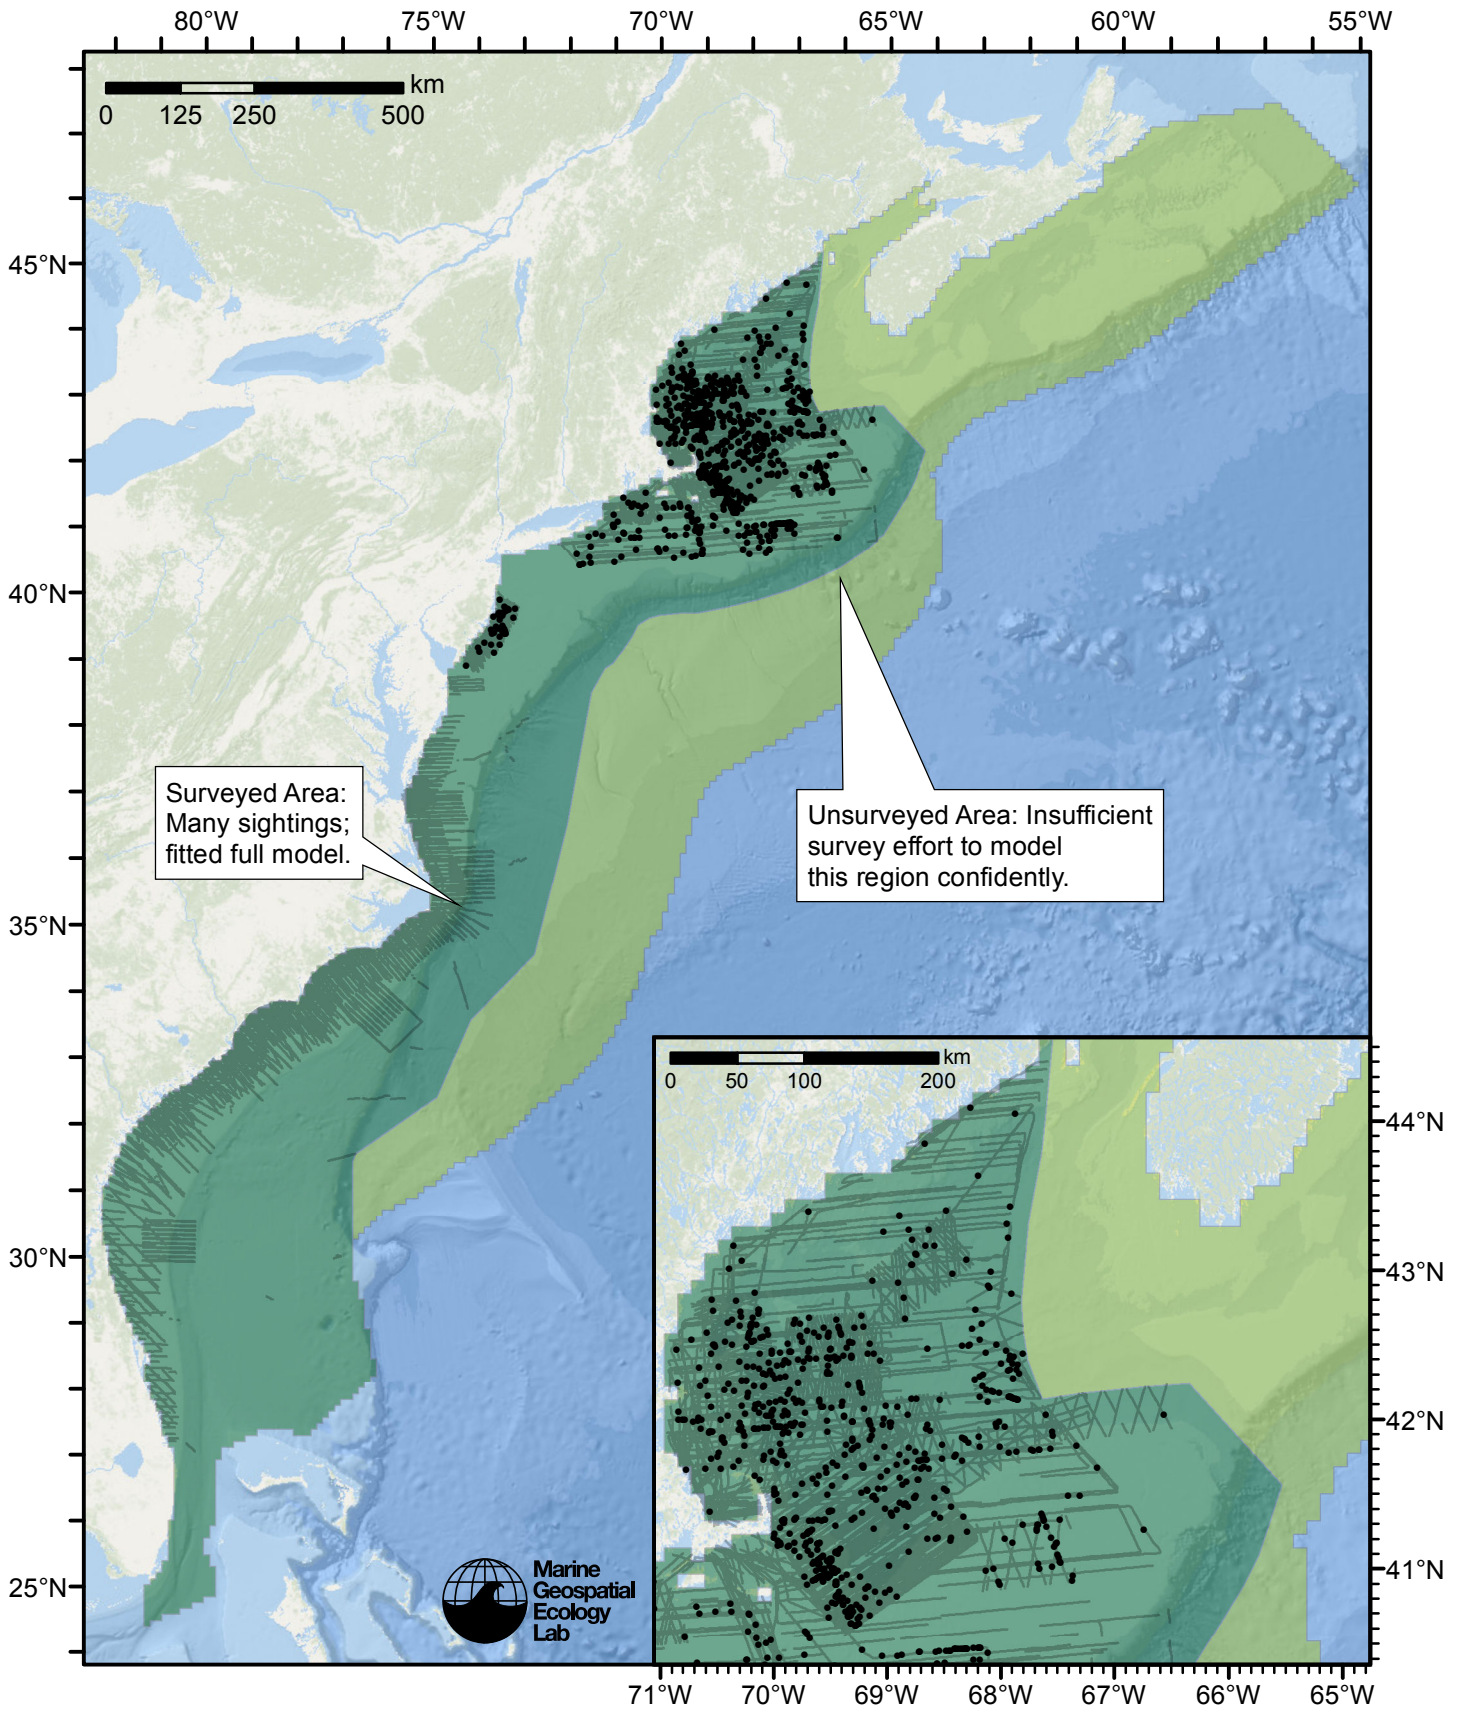 80°W 75°W 70°W 65°W 60°W 55°W
km
0 125 250 500
45°N
40°N
35°N
30°N
25°N
Surveyed Area:
Many sightings;
fitted full model.
Unsurveyed Area: Insufficient
survey effort to model
this region confidently.
km
0 50 100 200
44°N
43°N
42°N
41°N
Marine
Geospatial
Ecology
Lab
71°W 70°W 69°W 68°W 67°W 66°W 65°W